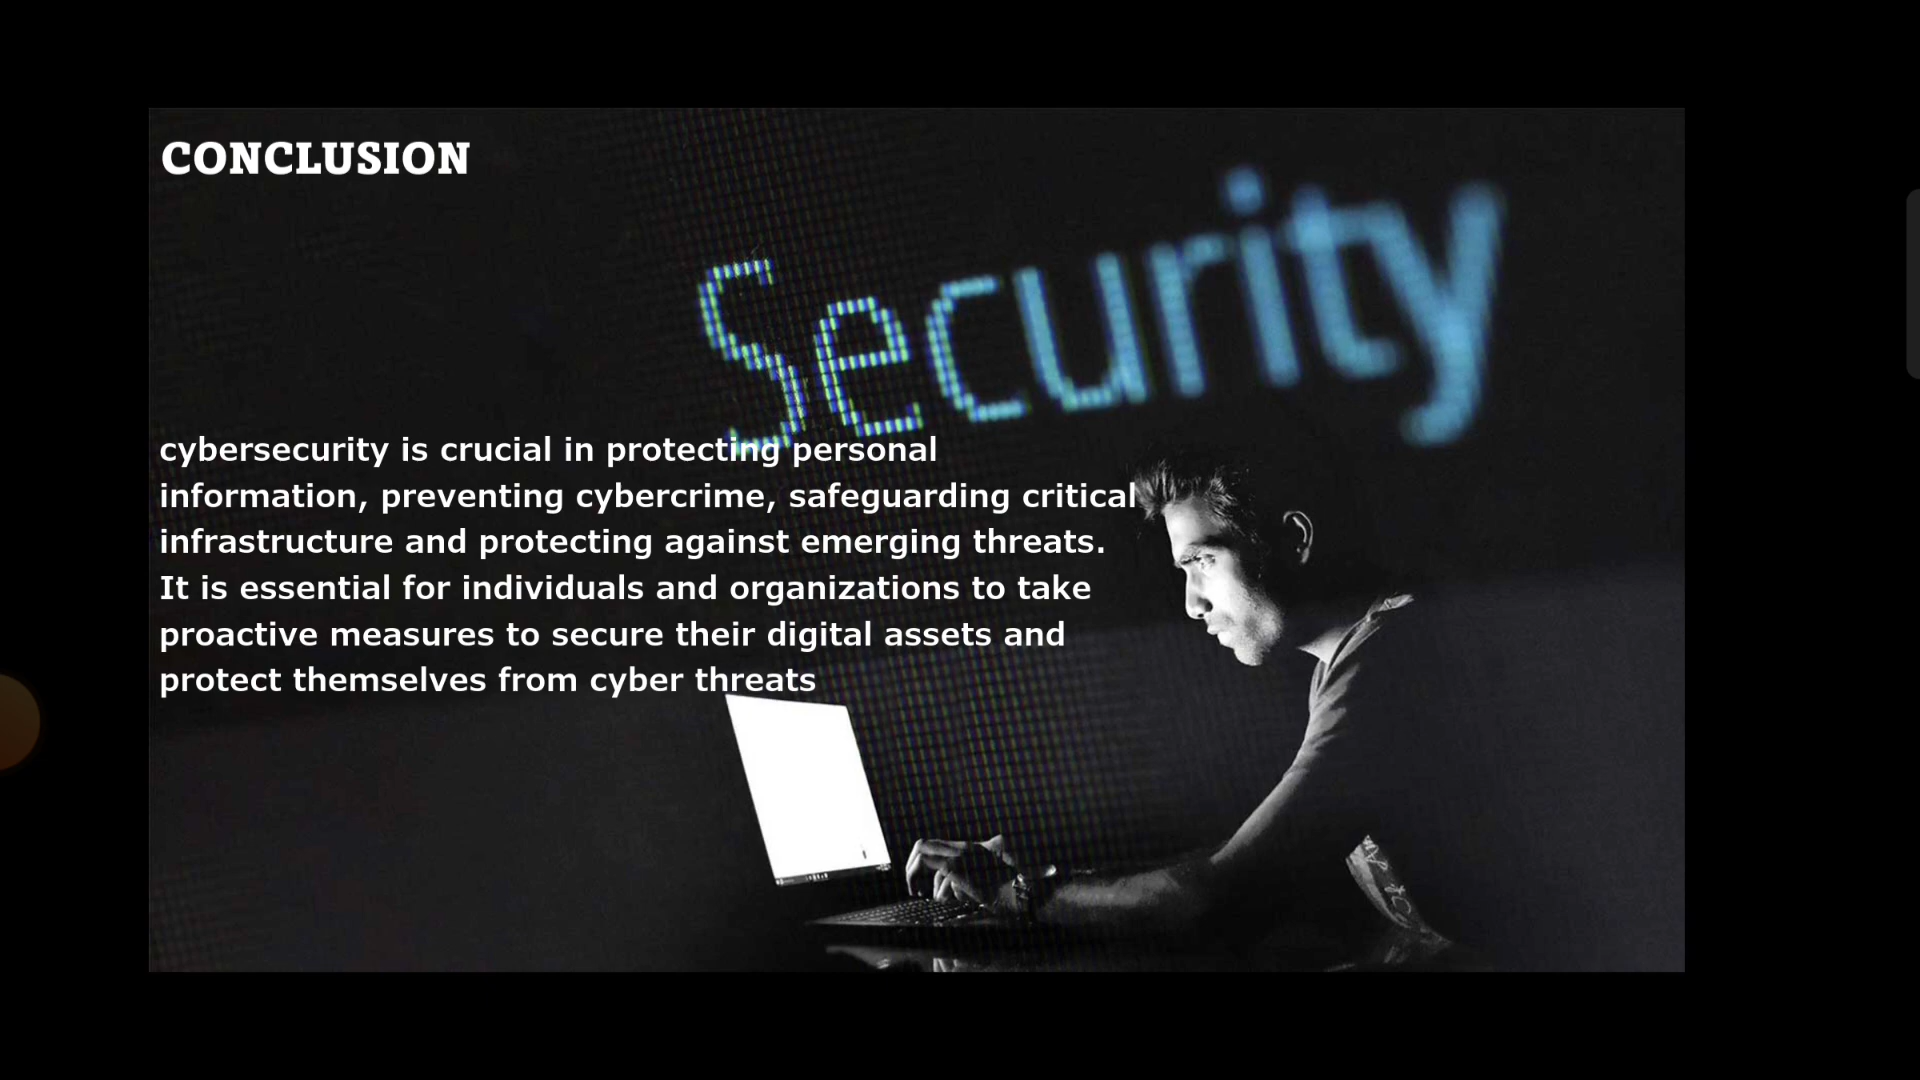 CONCLUSION
Security
cybersecurity is crucial in protecting personal
information, preventing cybercrime, safeguarding critical
infrastructure and protecting against emerging threats.
It is essential for individuals and organizations to take
proactive measures to secure their digital assets and
protect themselves from cyber threats